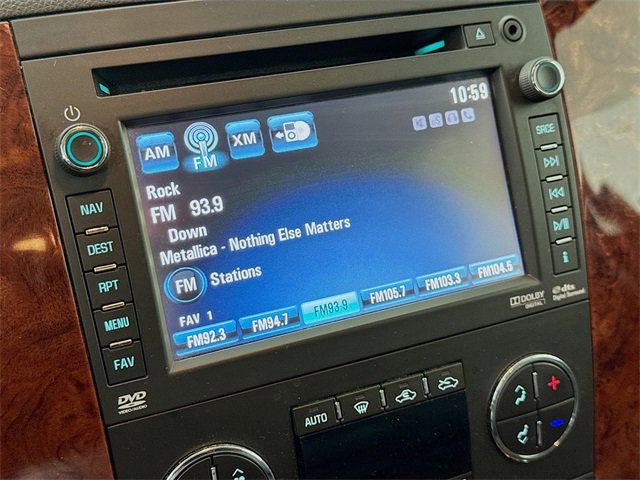 10:59
AM
FM
XM
Rock
FM 93.9
Down
Metallica - Nothing Else Matters
FM Stations
FAV 1
FM92.3 FM94.7 FM93.9 FM105.7 FM103.3 FM104.5
NAV
DEST
RPT
MENU
FAV
SRCE
i
DVD
VIDEO/AUDIO
DOLBY
DIGITAL
dts
Digital Surround
AUTO